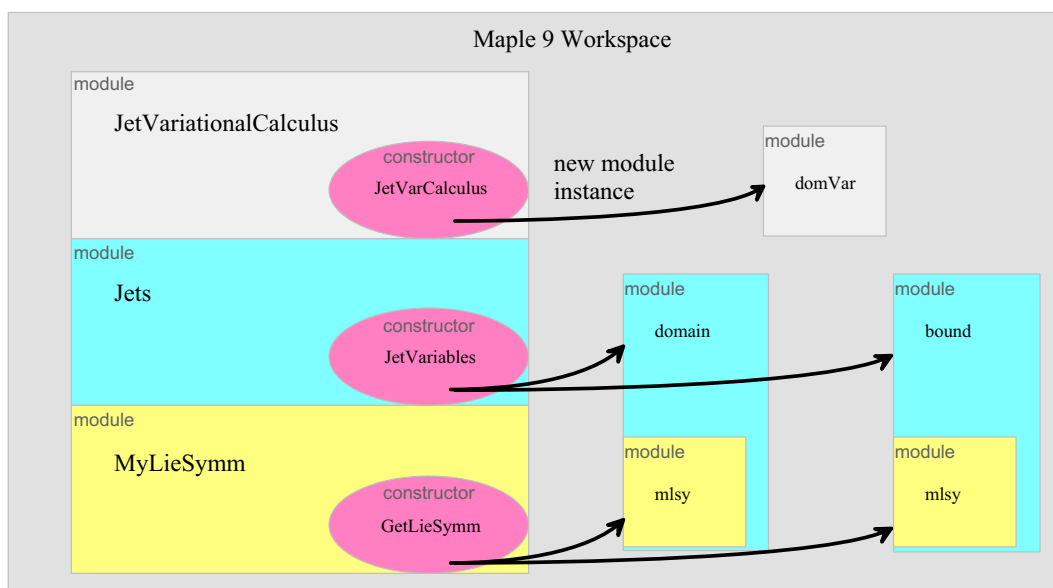 Maple 9 Workspace
module
JetVariationalCalculus
constructor
JetVarCalculus
new module
instance
module
domVar
module
Jets
constructor
JetVariables
module
domain
module
bound
module
MyLieSymm
constructor
GetLieSymm
module
mlsy
module
mlsy